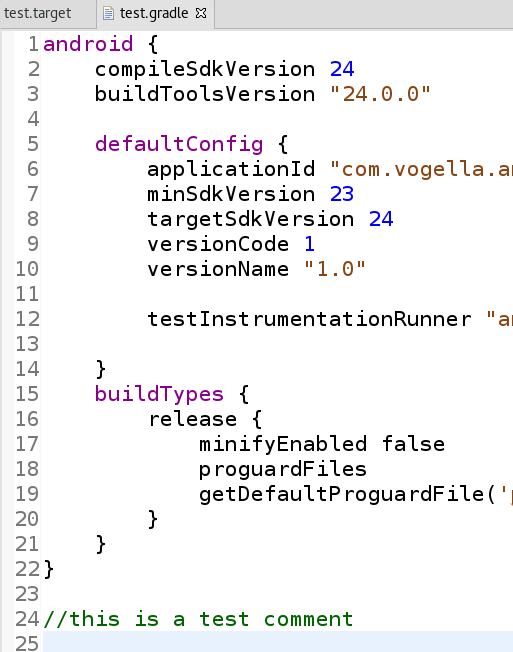 test.target test.gradle
1 android {
2     compileSdkVersion 24
3     buildToolsVersion "24.0.0"
4
5     defaultConfig {
6         applicationId "com.vogella.a
7         minSdkVersion 23
8         targetSdkVersion 24
9         versionCode 1
10         versionName "1.0"
11
12         testInstrumentationRunner "a
13
14     }
15     buildTypes {
16         release {
17             minifyEnabled false
18             proguardFiles
19             getDefaultProguardFile('
20         }
21     }
22 }
23
24 //this is a test comment
25